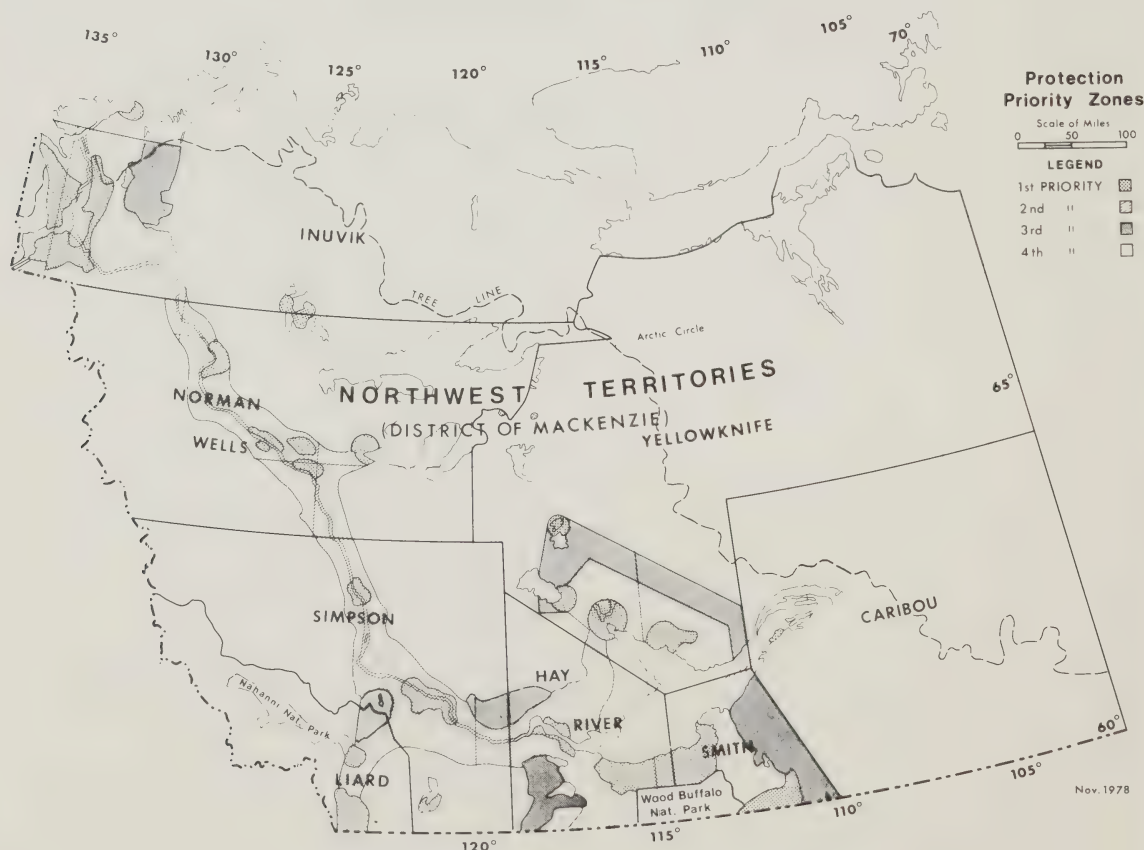 135°
130°
125°
120°
115°
110°
105°
70°
Protection
Priority Zones
Scale of Miles
0 50 100
LEGEND
1st PRIORITY
2nd "
3rd "
4th "
INUVIK
TREE LINE
Arctic Circle
NORTHWEST TERRITORIES
(DISTRICT OF MACKENZIE)
YELLOWKNIFE
65°
NORMAN
WELLS
SIMPSON
CARIBOU
HAY
RIVER
Nahanni Nat. Park
LIARD
SMITH
Wood Buffalo
Nat. Park
60°
105°
110°
115°
120°
Nov. 1978